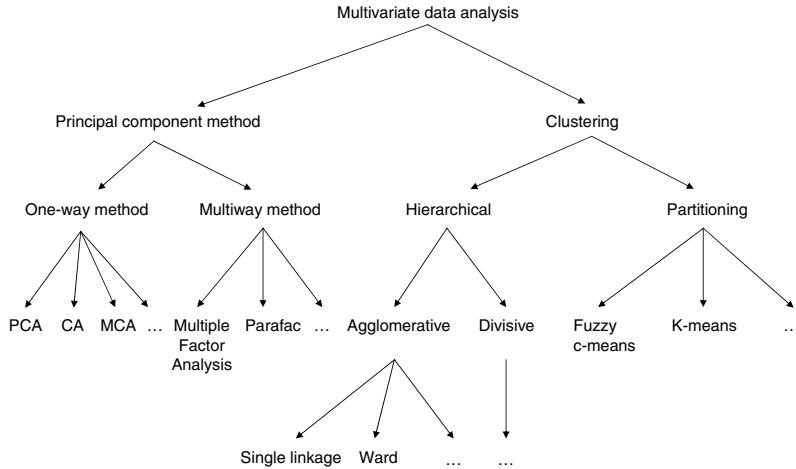 Multivariate data analysis
Principal component method
Clustering
One-way method
Multiway method
Hierarchical
Partitioning
PCA
CA
MCA
...
Multiple
Factor
Analysis
Parafac
...
Agglomerative
Divisive
Fuzzy
c-means
K-means
...
Single linkage
Ward
...
...